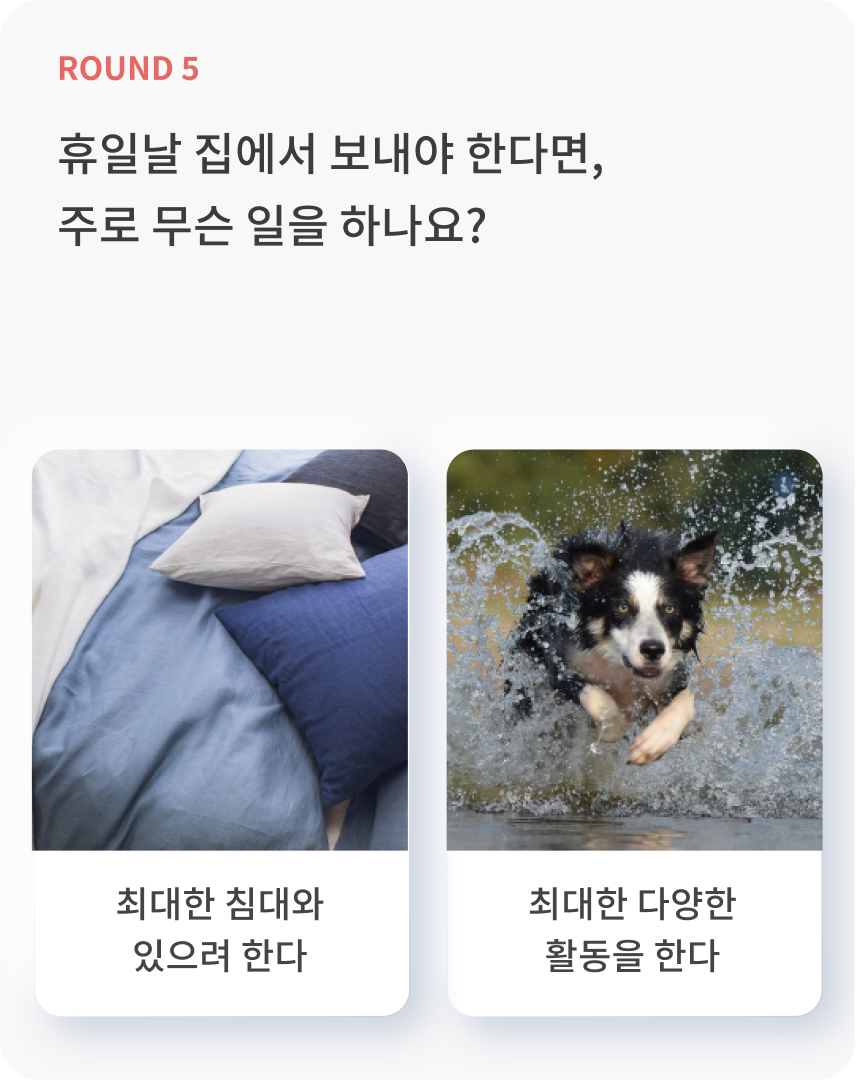 ROUND 5
휴일날 집에서 보내야 한다면,
주로 무슨 일을 하나요?
최대한 침대와
있으려 한다
최대한 다양한
활동을 한다